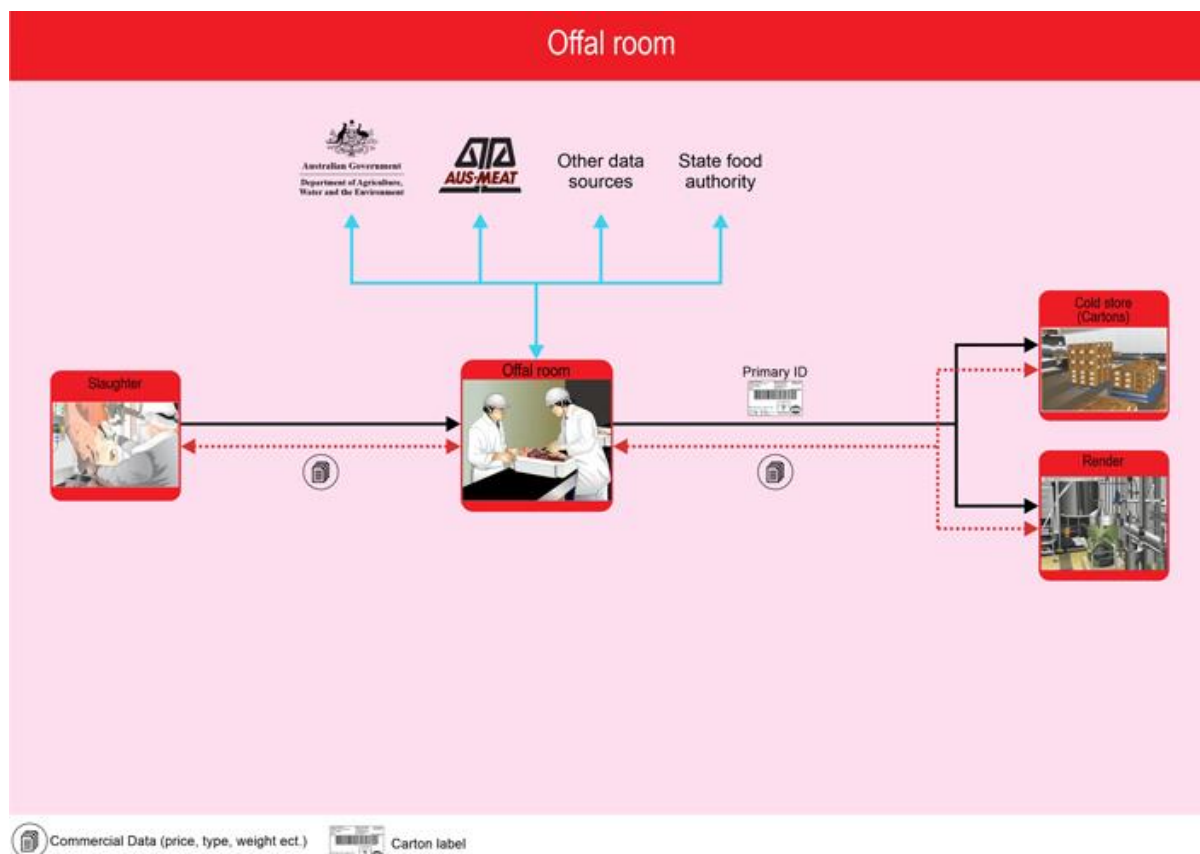 Offal room
Australian Government
Department of Agriculture,
Water and the Environment
AUS-MEAT
Other data
sources
State food
authority
Cold store
(Cartons)
Slaughter
Offal room
Primary ID
Render
Commercial Data (price, type, weight ect.)
Carton label